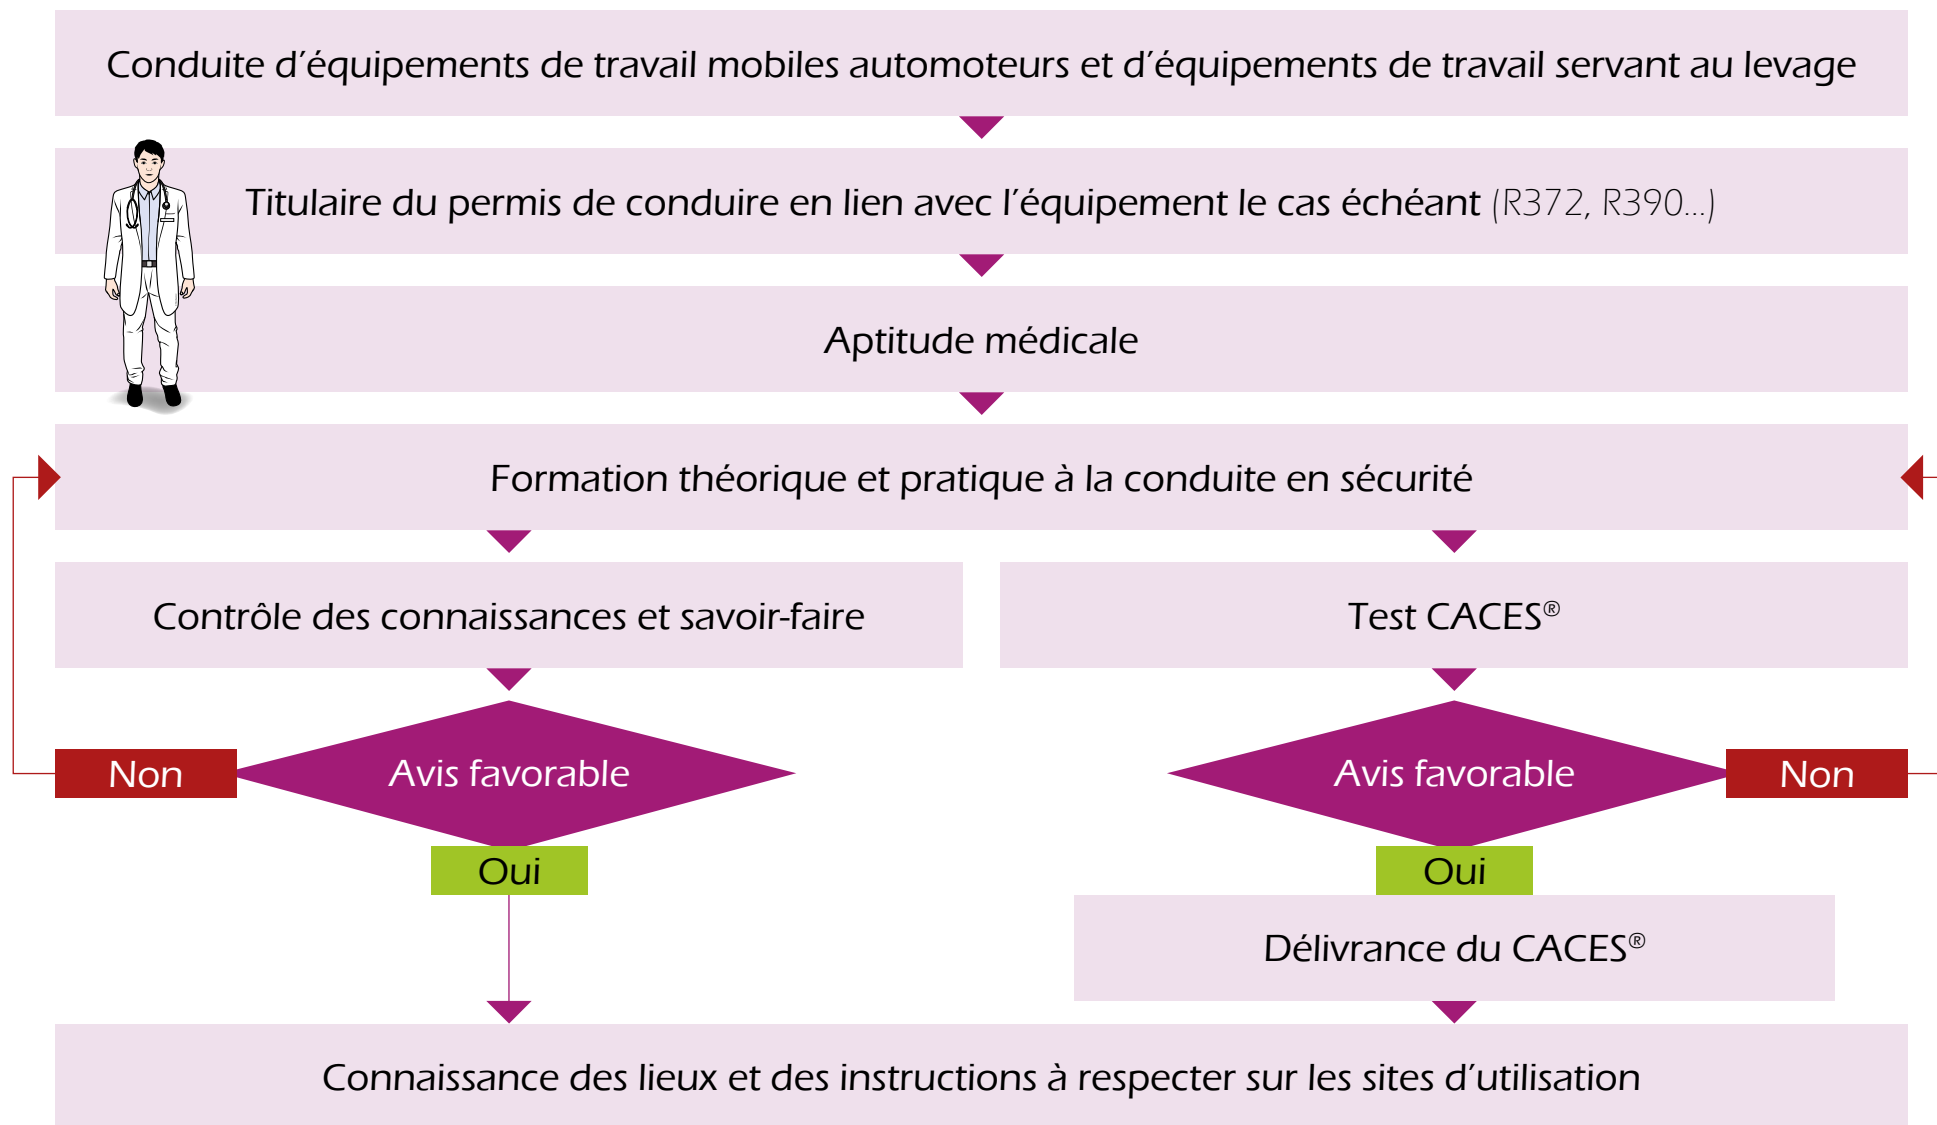 Conduite d’équipements de travail mobiles automoteurs et d’équipements de travail servant au levage
Titulaire du permis de conduire en lien avec l’équipement le cas échéant (R372, R390...)
Aptitude médicale
Formation théorique et pratique à la conduite en sécurité
Contrôle des connaissances et savoir-faire
Test CACES®
Non
Avis favorable
Avis favorable
Non
Oui
Oui
Délivrance du CACES®
Connaissance des lieux et des instructions à respecter sur les sites d’utilisation